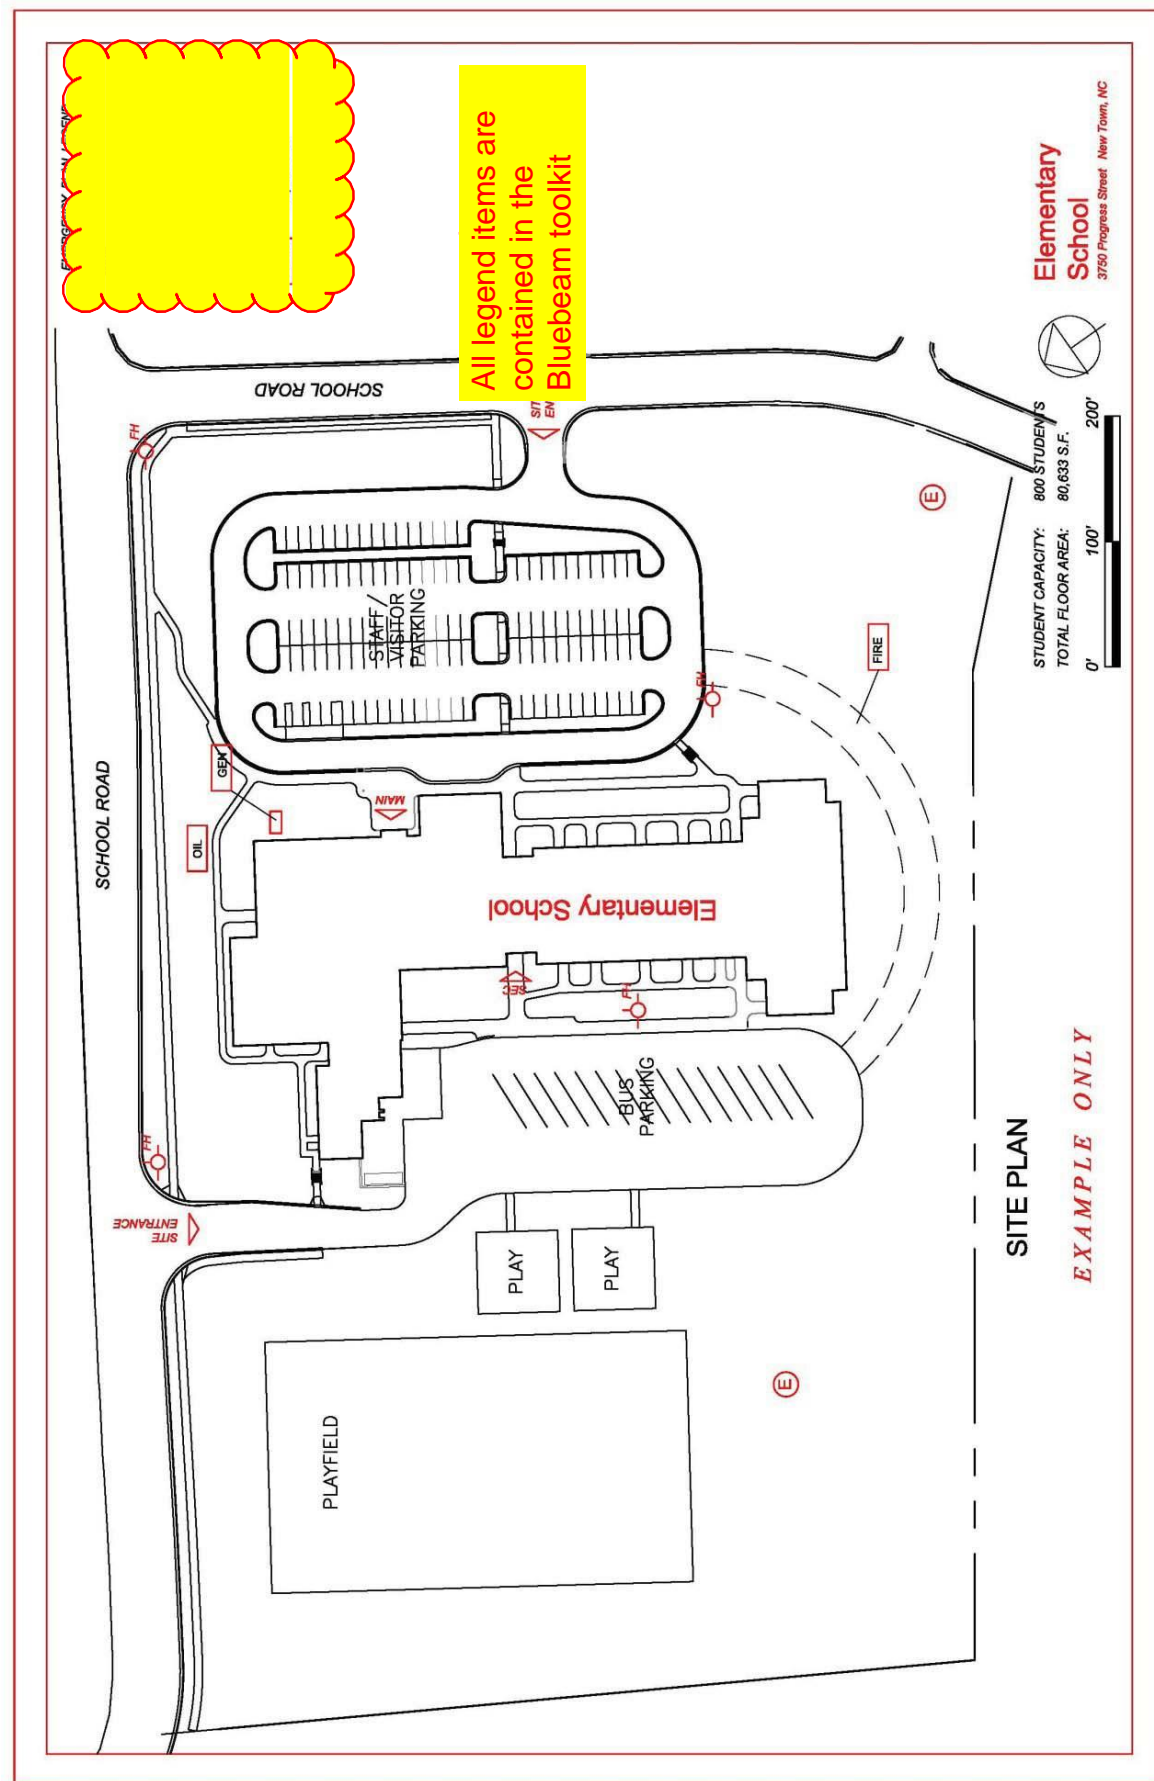 All legend items are
contained in the
Bluebeam toolkit
SCHOOL ROAD
SCHOOL ROAD
FH
FH
FH
FH
STAFF/
VISITOR
PARKING
GEN
OIL
MAIN
FIRE
E
Elementary School
SEC
BUS
PARKING
SITE
ENTRANCE
PLAY
PLAY
PLAYFIELD
E
Elementary
School
3750 Progress Street New Town, NC
STUDENT CAPACITY: 800 STUDENTS
TOTAL FLOOR AREA: 80,633 S.F.
0' 100' 200'
SITE PLAN
EXAMPLE ONLY